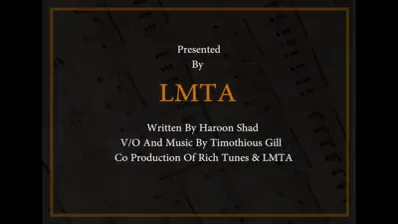 Presented
By
LMTA
Written By Haroon Shad
V/O And Music By Timothious Gill
Co Production Of Rich Tunes & LMTA